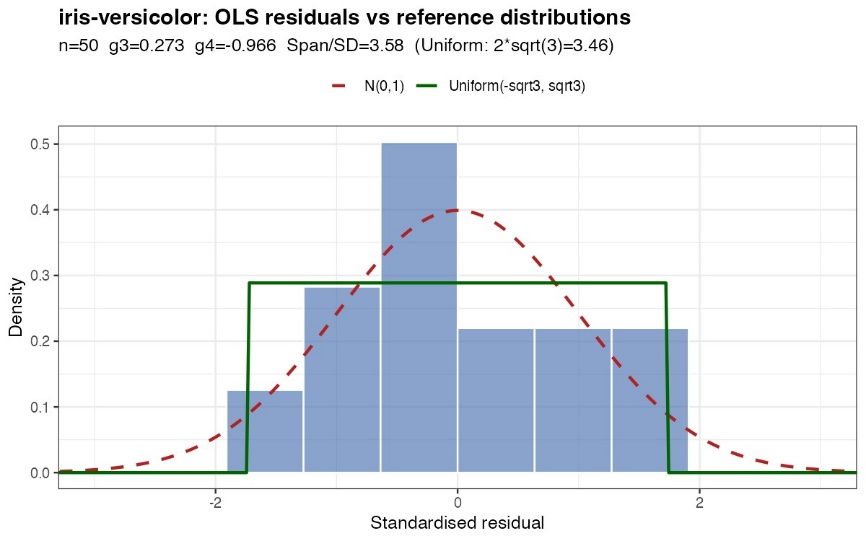 iris-versicolor: OLS residuals vs reference distributions
n=50 g3=0.273 g4=-0.966 Span/SD=3.58 (Uniform: 2*sqrt(3)=3.46)
N(0,1) Uniform(-sqrt3, sqrt3)
0.5
0.4
0.3
0.2
0.1
0.0
Density
-2 0 2
Standardised residual